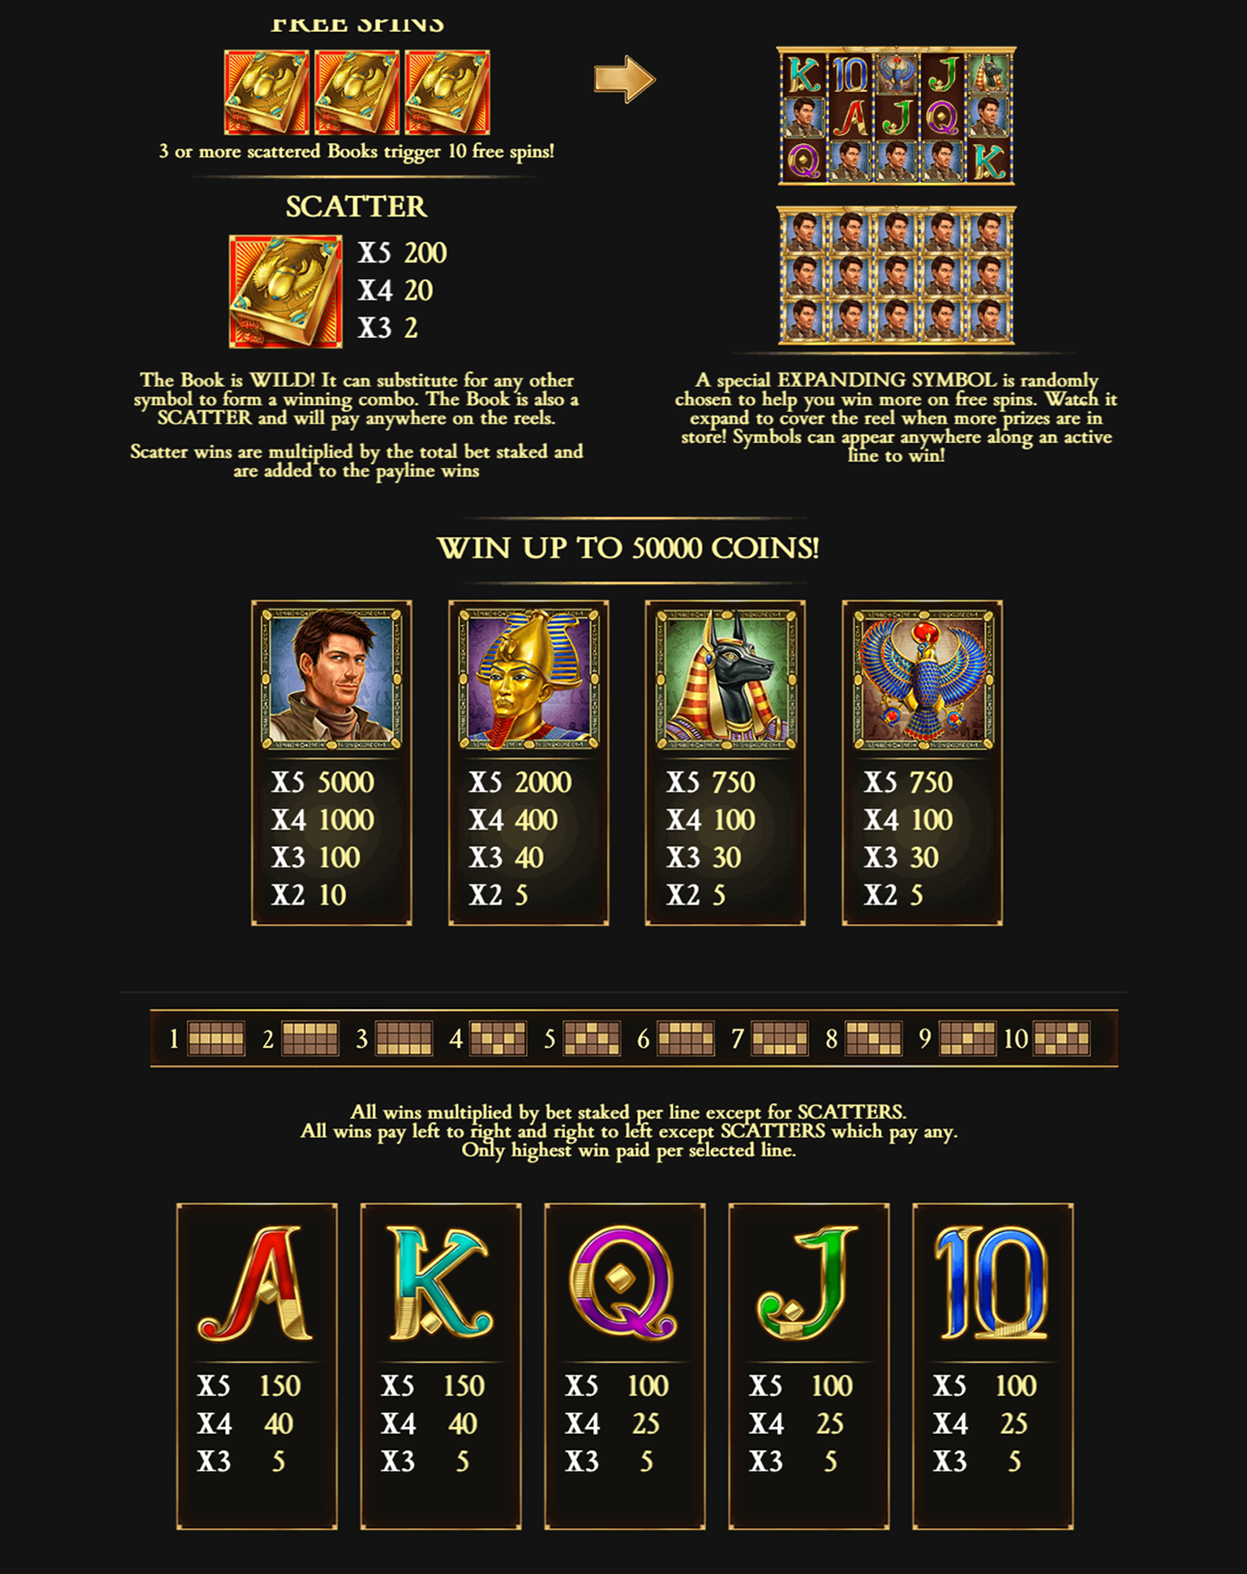 FREE SPINS
3 or more scattered Books trigger 10 free spins!
SCATTER
X5 200
X4 20
X3 2
The Book is WILD! It can substitute for any other
symbol to form a winning combo. The Book is also a
SCATTER and will pay anywhere on the reels.
Scatter wins are multiplied by the total bet staked and
are added to the payline wins
K 10 J
A J Q
Q K
A special EXPANDING SYMBOL is randomly
chosen to help you win more on free spins. Watch it
expand to cover the reel when more prizes are in
store! Symbols can appear anywhere along an active
line to win!
WIN UP TO 50000 COINS!
X5 5000
X4 1000
X3 100
X2 10
X5 2000
X4 400
X3 40
X2 5
X5 750
X4 100
X3 30
X2 5
X5 750
X4 100
X3 30
X2 5
1 2 3 4 5 6 7 8 9 10
All wins multiplied by bet staked per line except for SCATTERS.
All wins pay left to right and right to left except SCATTERS which pay any.
Only highest win paid per selected line.
A
X5 150
X4 40
X3 5
K
X5 150
X4 40
X3 5
Q
X5 100
X4 25
X3 5
J
X5 100
X4 25
X3 5
10
X5 100
X4 25
X3 5